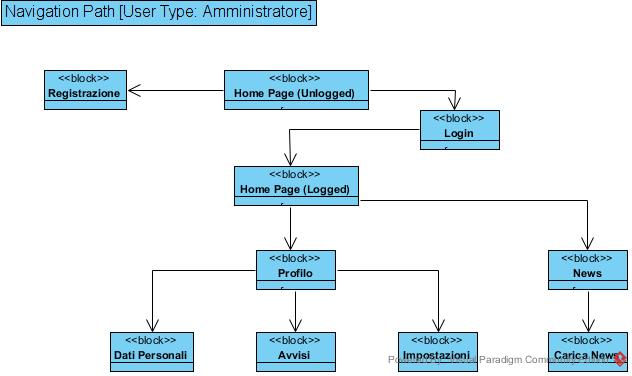 Navigation Path [User Type: Amministratore]
<<block>>
Registrazione
<<block>>
Home Page (Unlogged)
<<block>>
Login
<<block>>
Home Page (Logged)
<<block>>
Profilo
<<block>>
News
<<block>>
Dati Personali
<<block>>
Avvisi
<<block>>
Impostazioni
<<block>>
Carica News
Visual Paradigm